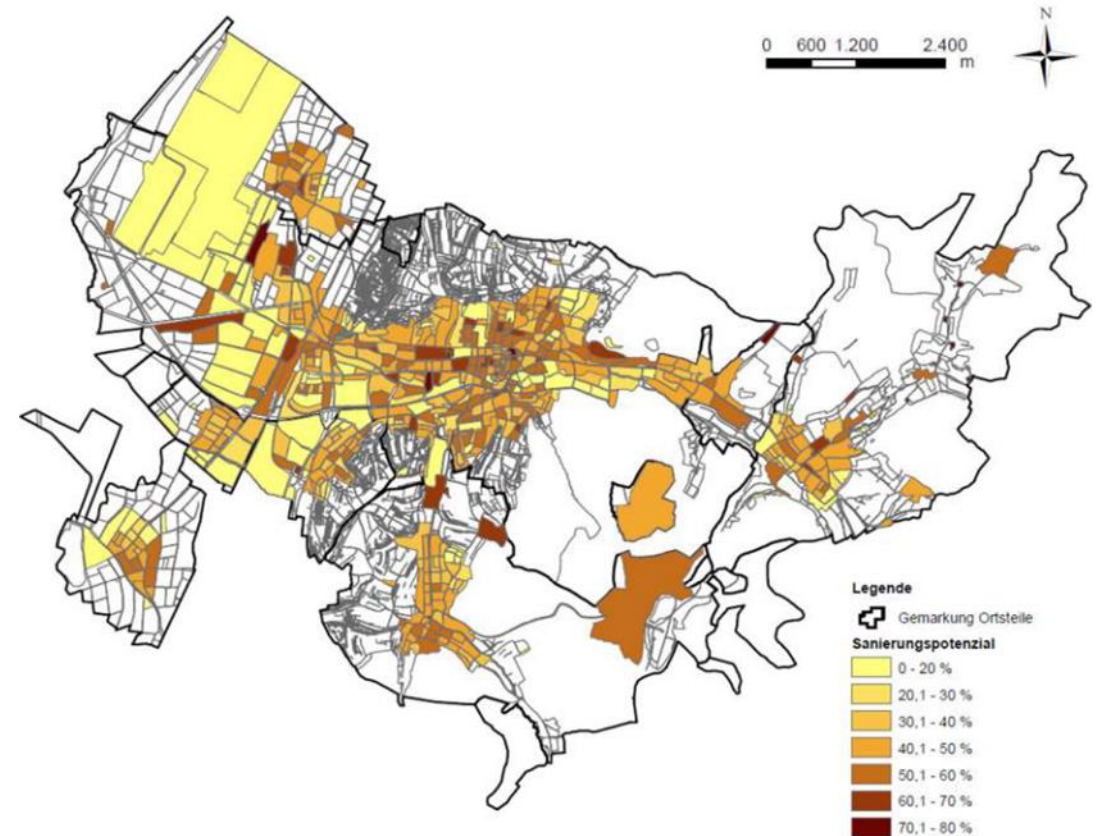 N
0 600 1.200 2.400
m
Legende
Gemarkung Ortsteile
Sanierungspotenzial
0 - 20 %
20,1 - 30 %
30,1 - 40 %
40,1 - 50 %
50,1 - 60 %
60,1 - 70 %
70,1 - 80 %